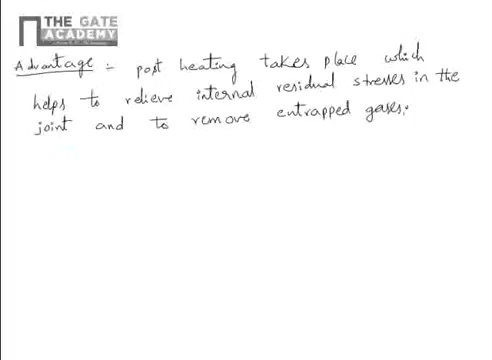 THE GATE
ACADEMY
Advantage :- post heating takes place which
helps to relieve internal residual stresses in the
joint and to remove entrapped gases.